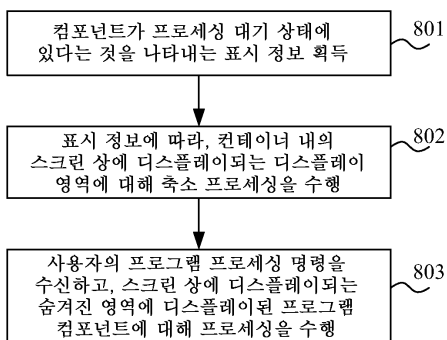 컴포넌트가 프로세싱 대기 상태에
있다는 것을 나타내는 표시 정보 획득
801
표시 정보에 따라, 컨테이너 내의
스크린 상에 디스플레이되는 디스플레이
영역에 대해 축소 프로세싱을 수행
802
사용자의 프로그램 프로세싱 명령을
수신하고, 스크린 상에 디스플레이되는
숨겨진 영역에 디스플레이된 프로그램
컴포넌트에 대해 프로세싱을 수행
803